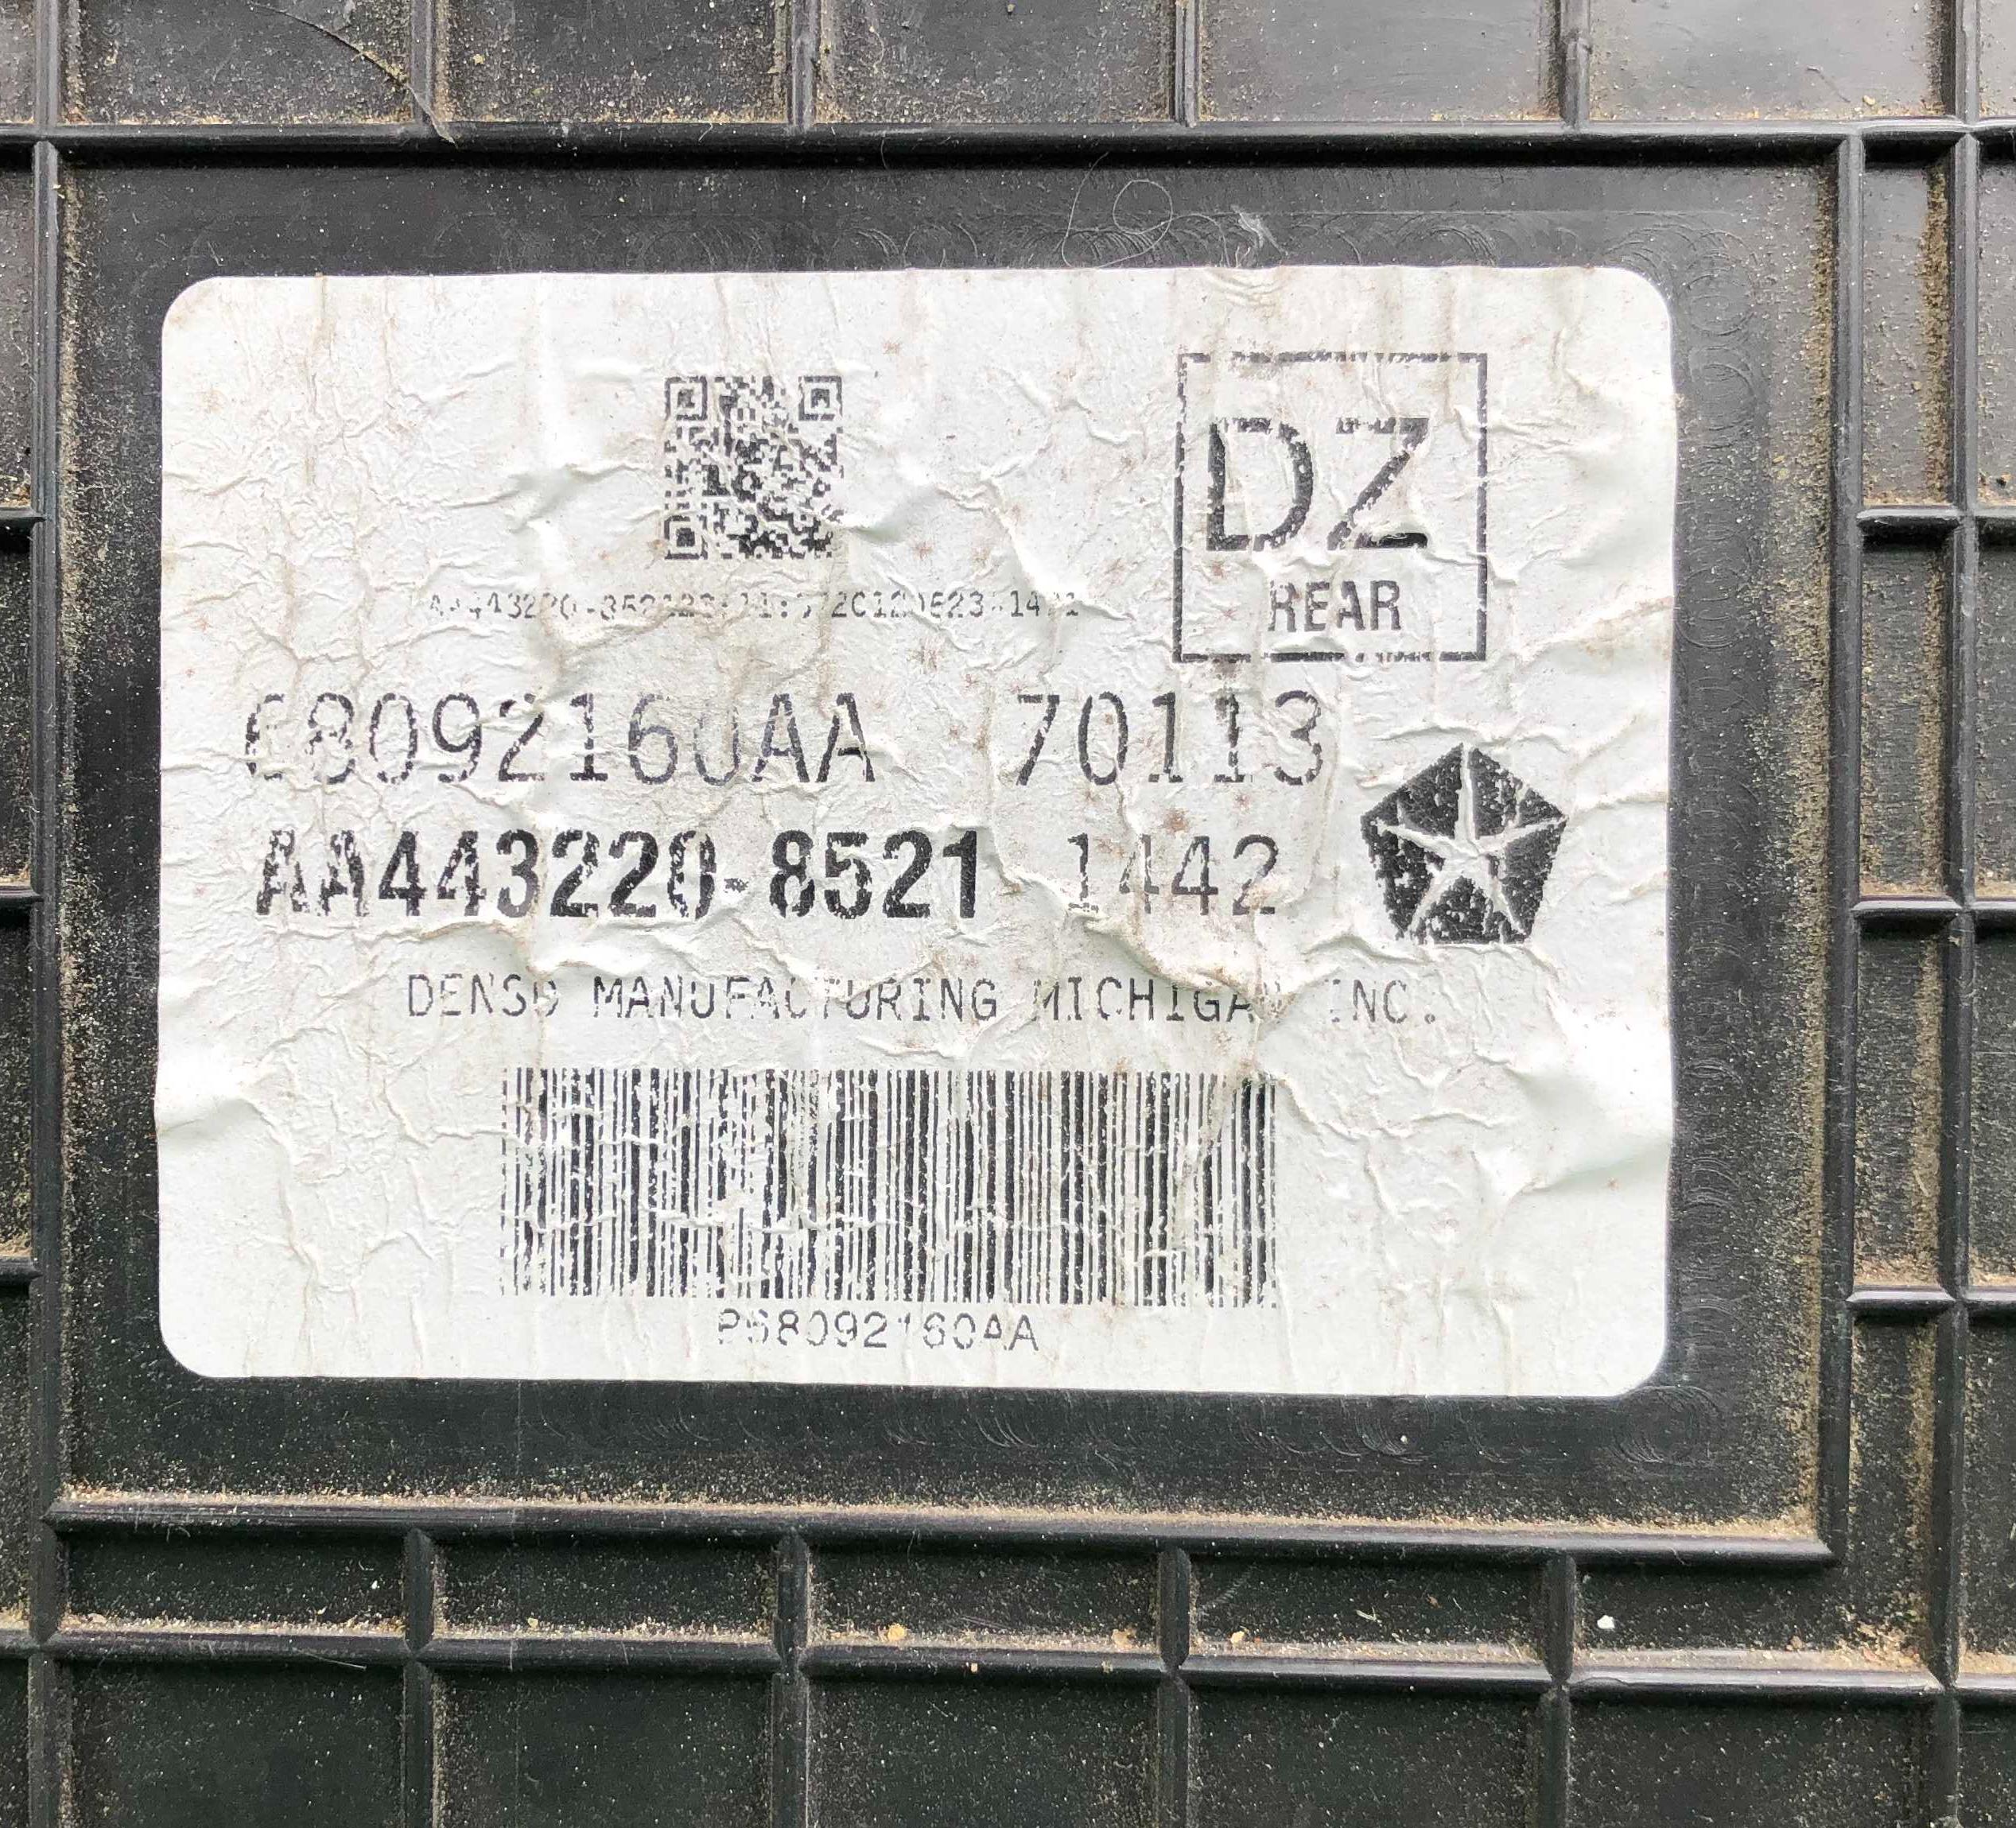 DZ
REAR
68092160AA 70113
AA443220-8521 1442
DENSO MANUFACTURING MICHIGAN INC.
P68092160AA